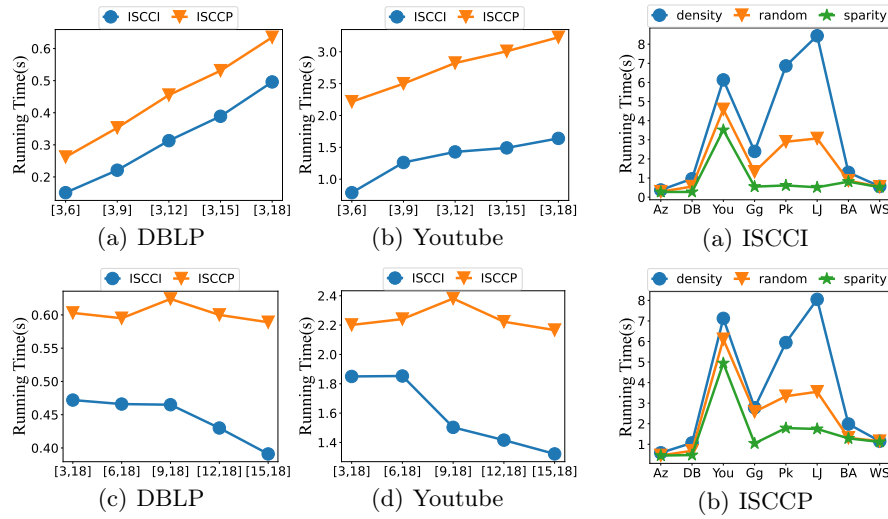 ISCCI ISCCP
Running Time(s)
0.6
0.5
0.4
0.3
0.2
[3,6] [3,9] [3,12] [3,15] [3,18]
(a) DBLP
ISCCI ISCCP
Running Time(s)
3.0
2.5
2.0
1.5
1.0
[3,6] [3,9] [3,12] [3,15] [3,18]
(b) Youtube
density random sparity
Running Time(s)
8
7
6
5
4
3
2
1
0
Az DB You Gg Pk LJ BA WS
(a) ISCCI
ISCCI ISCCP
Running Time(s)
0.60
0.55
0.50
0.45
0.40
[3,18] [6,18] [9,18] [12,18] [15,18]
(c) DBLP
ISCCI ISCCP
Running Time(s)
2.4
2.2
2.0
1.8
1.6
1.4
[3,18] [6,18] [9,18] [12,18] [15,18]
(d) Youtube
density random sparity
Running Time(s)
8
7
6
5
4
3
2
1
0
Az DB You Gg Pk LJ BA WS
(b) ISCCP